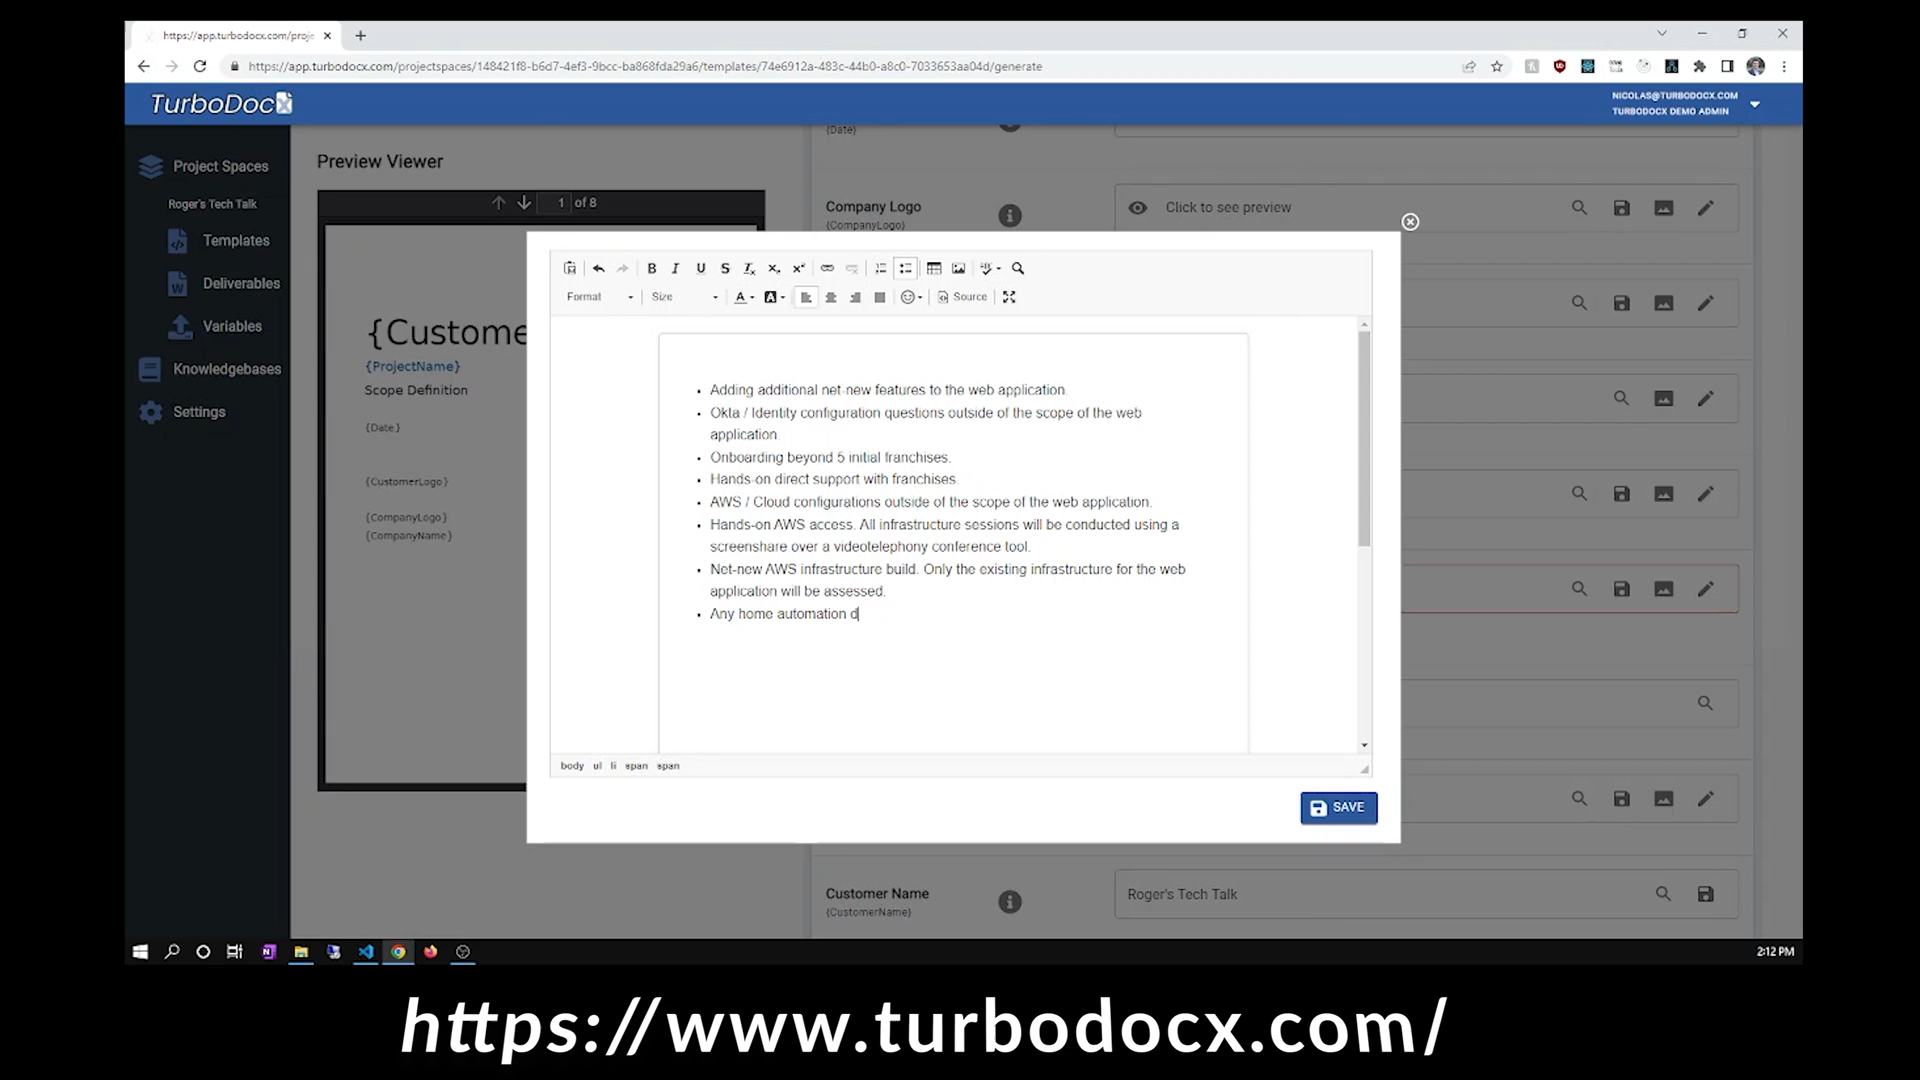 https://app.turbodocx.com/proje
https://app.turbodocx.com/projectspaces/148421f8-b6d7-4ef3-9bcc-ba868fda29a6/templates/74e6912a-483c-44b0-a8c0-7033653aa04d/generate
TurboDocX
NICOLAS@TURBODOCX.COM
TURBODOCX DEMO ADMIN
Project Spaces
Roger's Tech Talk
Templates
Deliverables
Variables
Knowledgebases
Settings
Preview Viewer
1 of 8
{Custome
{ProjectName}
Scope Definition
{Date}
{CustomerLogo}
{CompanyLogo}
{CompanyName}
{Date}
Company Logo
{CompanyLogo}
Click to see preview
Format
Size
Source
• Adding additional net-new features to the web application.
• Okta / Identity configuration questions outside of the scope of the web
application.
• Onboarding beyond 5 initial franchises.
• Hands-on direct support with franchises.
• AWS / Cloud configurations outside of the scope of the web application.
• Hands-on AWS access. All infrastructure sessions will be conducted using a
screenshare over a videotelephony conference tool.
• Net-new AWS infrastructure build. Only the existing infrastructure for the web
application will be assessed.
• Any home automation d
body ul li span span
SAVE
Customer Name
{CustomerName}
Roger's Tech Talk
2:12 PM
https://www.turbodocx.com/